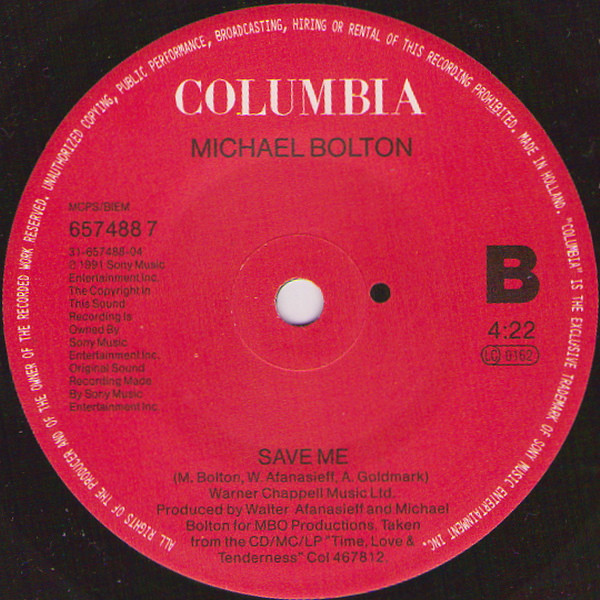 ALL RIGHTS OF THE PRODUCER AND OF THE OWNER OF THE RECORDED WORK RESERVED. UNAUTHORIZED COPYING, PUBLIC PERFORMANCE, BROADCASTING, HIRING OR RENTAL OF THIS RECORDING PROHIBITED. MADE IN HOLLAND. "COLUMBIA" IS THE EXCLUSIVE TRADEMARK OF SONY MUSIC ENTERTAINMENT INC.
COLUMBIA
MICHAEL BOLTON
MCPS/BIEM
657488 7
31-657488-04
℗ 1991 Sony Music
Entertainment Inc.
The Copyright in
This Sound
Recording Is
Owned By
Sony Music
Entertainment Inc.
Original Sound
Recording Made
By Sony Music
Entertainment Inc
B
4:22
LC 0162
SAVE ME
(M. Bolton, W. Afanasieff, A. Goldmark)
Warner Chappell Music Ltd.
Produced by Walter Afanasieff and Michael
Bolton for MBO Productions, Taken
from the CD/MC/LP "Time, Love &
Tenderness" Col 467812.